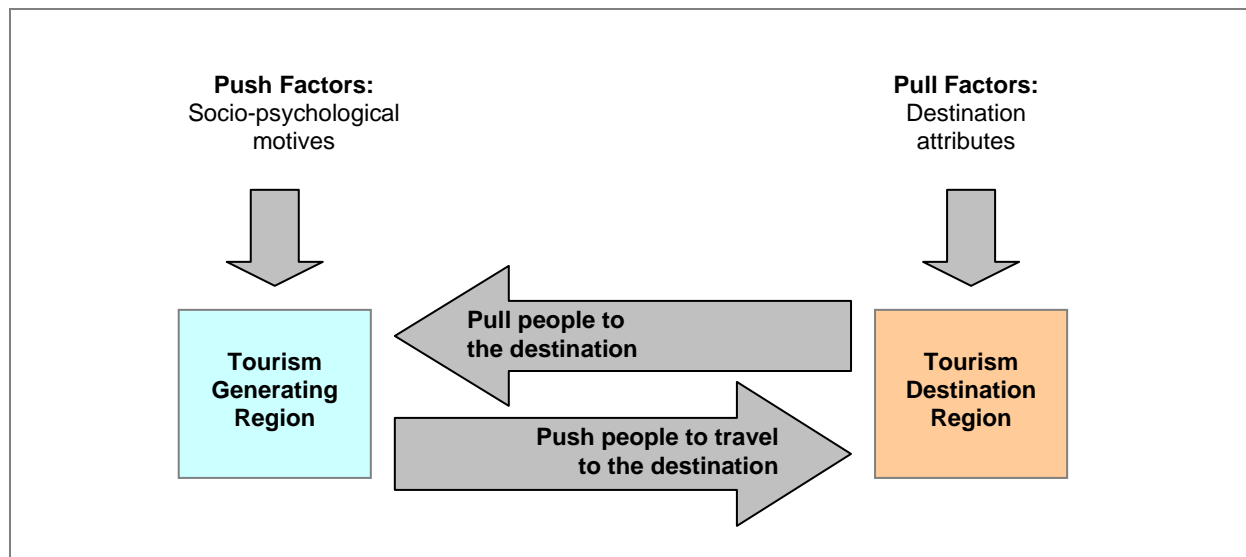 Push Factors:
Socio-psychological
motives
Pull Factors:
Destination
attributes
Pull people to
the destination
Tourism
Generating
Region
Tourism
Destination
Region
Push people to travel
to the destination